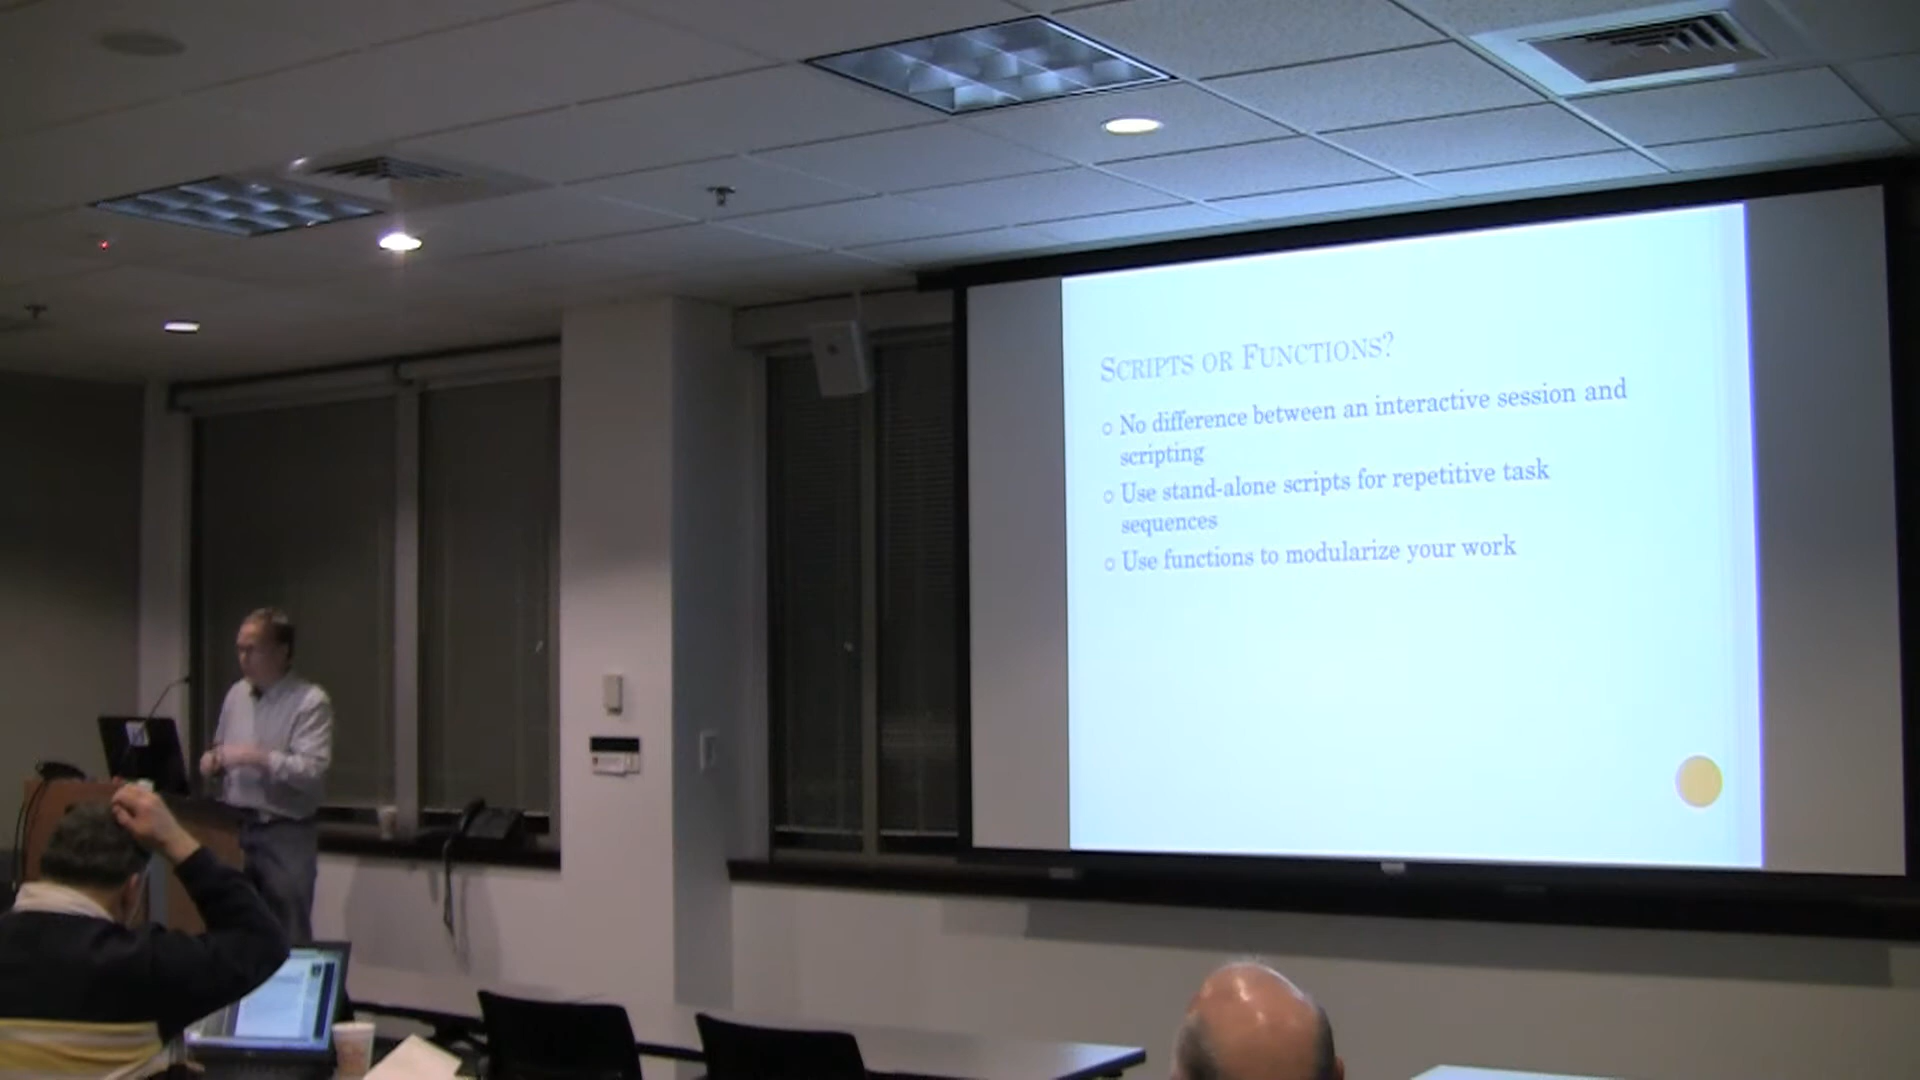 SCRIPTS OR FUNCTIONS?
No difference between an interactive session and
scripting
Use stand-alone scripts for repetitive task
sequences
Use functions to modularize your work